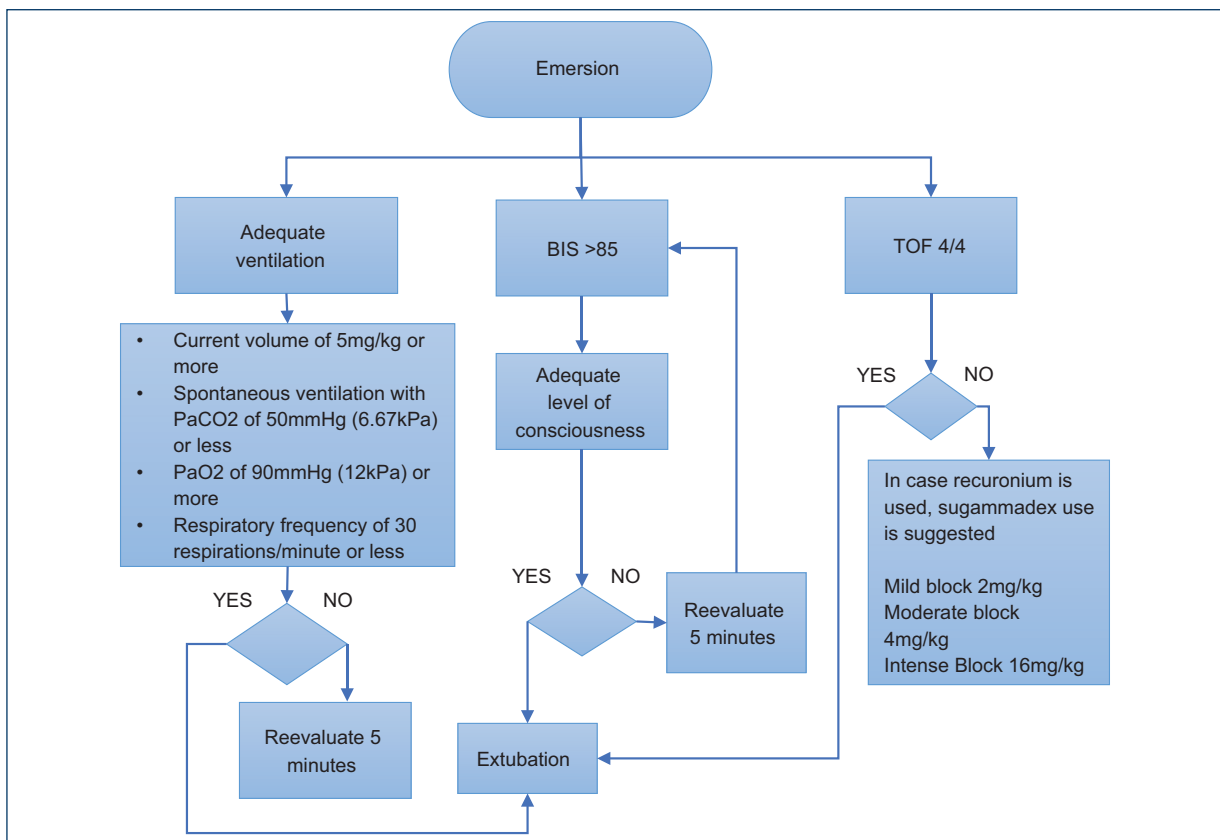 Emersion
Adequate
ventilation
• Current volume of 5mg/kg or
more
• Spontaneous ventilation with
PaCO2 of 50mmHg (6.67kPa)
or less
• PaO2 of 90mmHg (12kPa) or
more
• Respiratory frequency of 30
respirations/minute or less
YES
NO
Reevaluate 5
minutes
BIS >85
Adequate
level of
consciousness
YES
NO
Reevaluate
5 minutes
Extubation
TOF 4/4
YES
NO
In case recuronium is
used, sugammadex use
is suggested
Mild block 2mg/kg
Moderate block
4mg/kg
Intense Block 16mg/kg